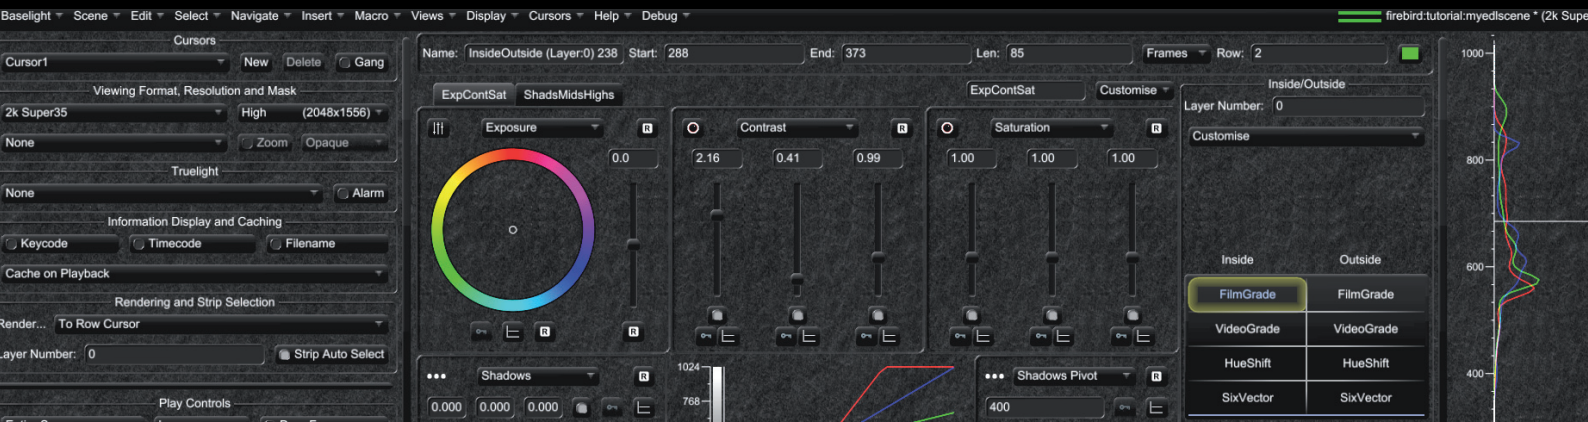 Baselight Scene Edit Select Navigate Insert Macro Views Display Cursors Help Debug firebird:tutorial:myedlscene * (2k Supe
Cursors
Cursor1 New Delete Gang
Viewing Format, Resolution and Mask
2k Super35 High (2048x1556)
None Zoom Opaque
Truelight
None Alarm
Information Display and Caching
Keycode Timecode Filename
Cache on Playback
Rendering and Strip Selection
Render... To Row Cursor
Layer Number: 0 Strip Auto Select
Play Controls
Name: InsideOutside (Layer:0) 238 Start: 288 End: 373 Len: 85 Frames Row: 2
ExpContSat ShadsMidsHighs ExpContSat Customise
Exposure R Contrast R Saturation R
0.0 2.16 0.41 0.99 1.00 1.00 1.00
R R
Shadows R
0.000 0.000 0.000
1024
768
Shadows Pivot R
400
Inside/Outside
Layer Number: 0
Customise
Inside Outside
FilmGrade FilmGrade
VideoGrade VideoGrade
HueShift HueShift
SixVector SixVector
1000
800
600
400